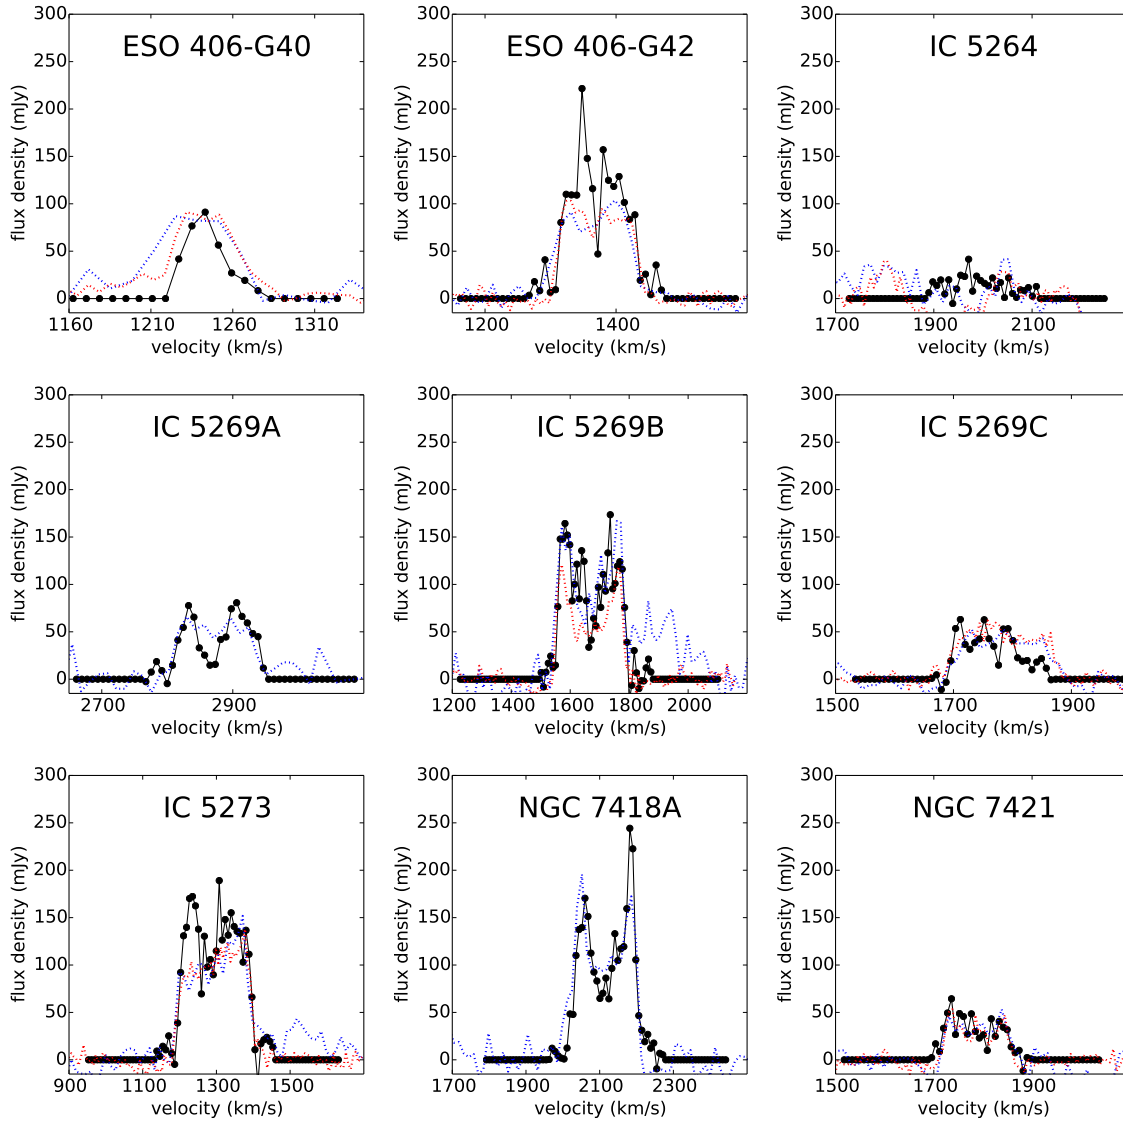 ESO 406-G40
300
250
200
150
100
50
0
flux density (mJy)
1160 1210 1260 1310
velocity (km/s)
ESO 406-G42
300
250
200
150
100
50
0
flux density (mJy)
1200 1400
velocity (km/s)
IC 5264
300
250
200
150
100
50
0
flux density (mJy)
1700 1900 2100
velocity (km/s)
IC 5269A
300
250
200
150
100
50
0
flux density (mJy)
2700 2900
velocity (km/s)
IC 5269B
300
250
200
150
100
50
0
flux density (mJy)
1200 1400 1600 1800 2000
velocity (km/s)
IC 5269C
300
250
200
150
100
50
0
flux density (mJy)
1500 1700 1900
velocity (km/s)
IC 5273
300
250
200
150
100
50
0
flux density (mJy)
900 1100 1300 1500
velocity (km/s)
NGC 7418A
300
250
200
150
100
50
0
flux density (mJy)
1700 1900 2100 2300
velocity (km/s)
NGC 7421
300
250
200
150
100
50
0
flux density (mJy)
1500 1700 1900
velocity (km/s)